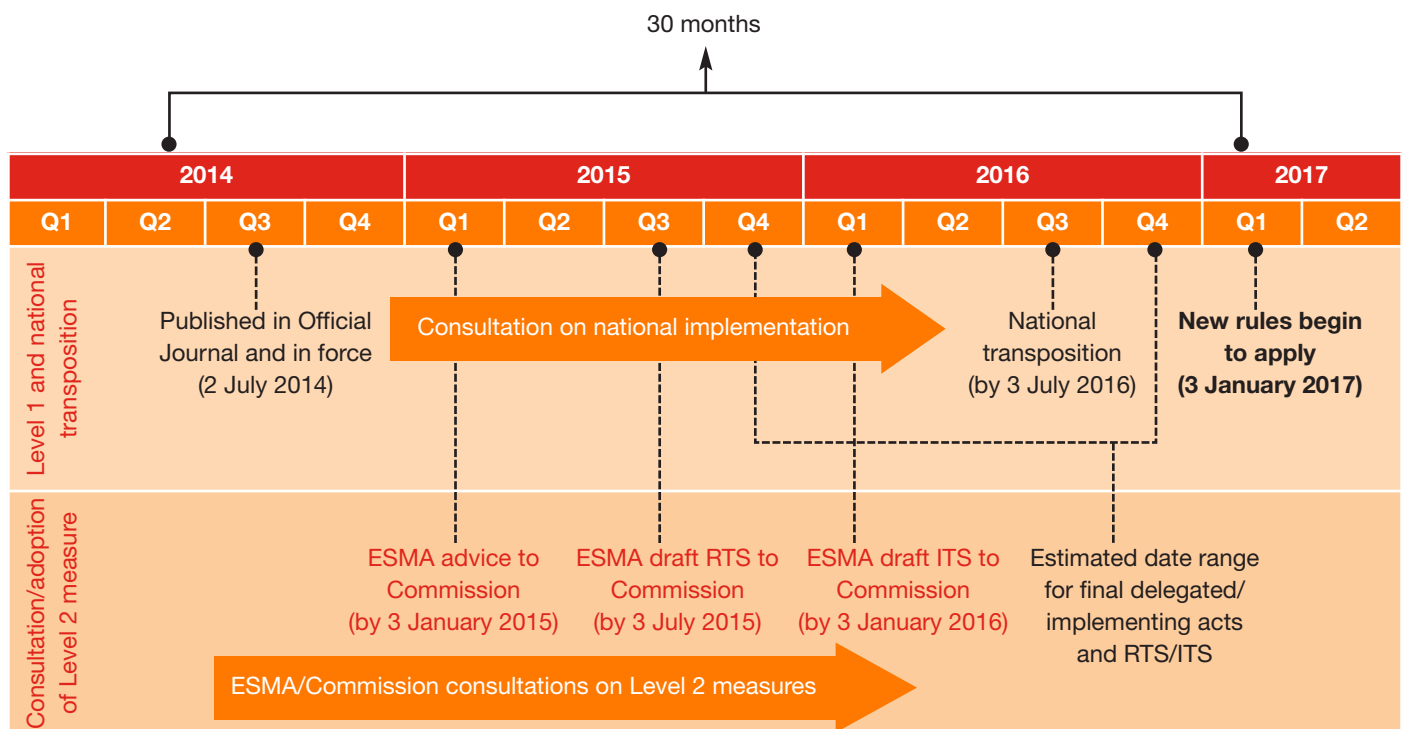 30 months
2014 2015 2016 2017
Q1 Q2 Q3 Q4 Q1 Q2 Q3 Q4 Q1 Q2 Q3 Q4 Q1 Q2
Level 1 and national
transposition
Published in Official
Journal and in force
(2 July 2014)
Consultation on national implementation
National
transposition
(by 3 July 2016)
New rules begin
to apply
(3 January 2017)
Consultation/adoption
of Level 2 measure
ESMA advice to
Commission
(by 3 January 2015)
ESMA draft RTS to
Commission
(by 3 July 2015)
ESMA draft ITS to
Commission
(by 3 January 2016)
Estimated date range
for final delegated/
implementing acts
and RTS/ITS
ESMA/Commission consultations on Level 2 measures